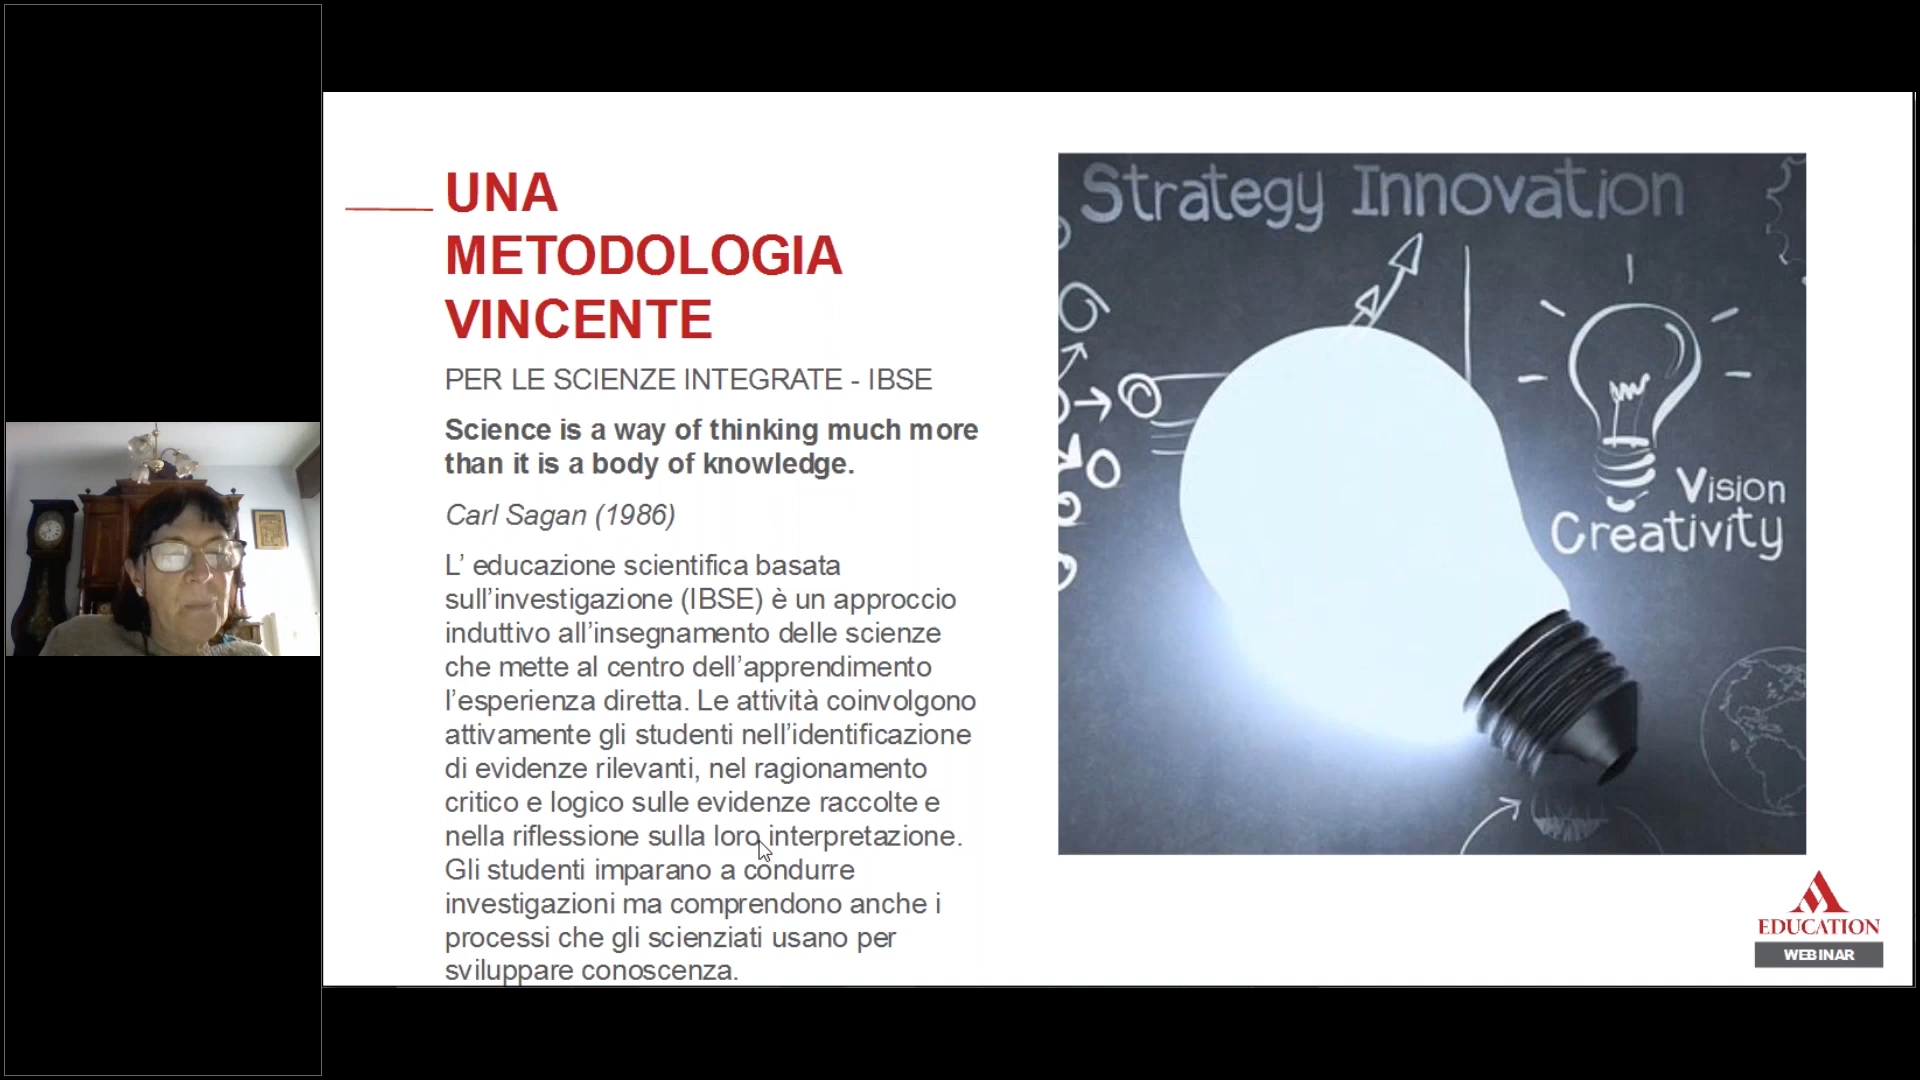 UNA
METODOLOGIA
VINCENTE
PER LE SCIENZE INTEGRATE - IBSE
Science is a way of thinking much more
than it is a body of knowledge.
Carl Sagan (1986)
L’ educazione scientifica basata
sull’investigazione (IBSE) è un approccio
induttivo all’insegnamento delle scienze
che mette al centro dell’apprendimento
l’esperienza diretta. Le attività coinvolgono
attivamente gli studenti nell’identificazione
di evidenze rilevanti, nel ragionamento
critico e logico sulle evidenze raccolte e
nella riflessione sulla loro interpretazione.
Gli studenti imparano a condurre
investigazioni ma comprendono anche i
processi che gli scienziati usano per
sviluppare conoscenza.
Strategy Innovation
Vision
Creativity
EDUCATION
WEBINAR